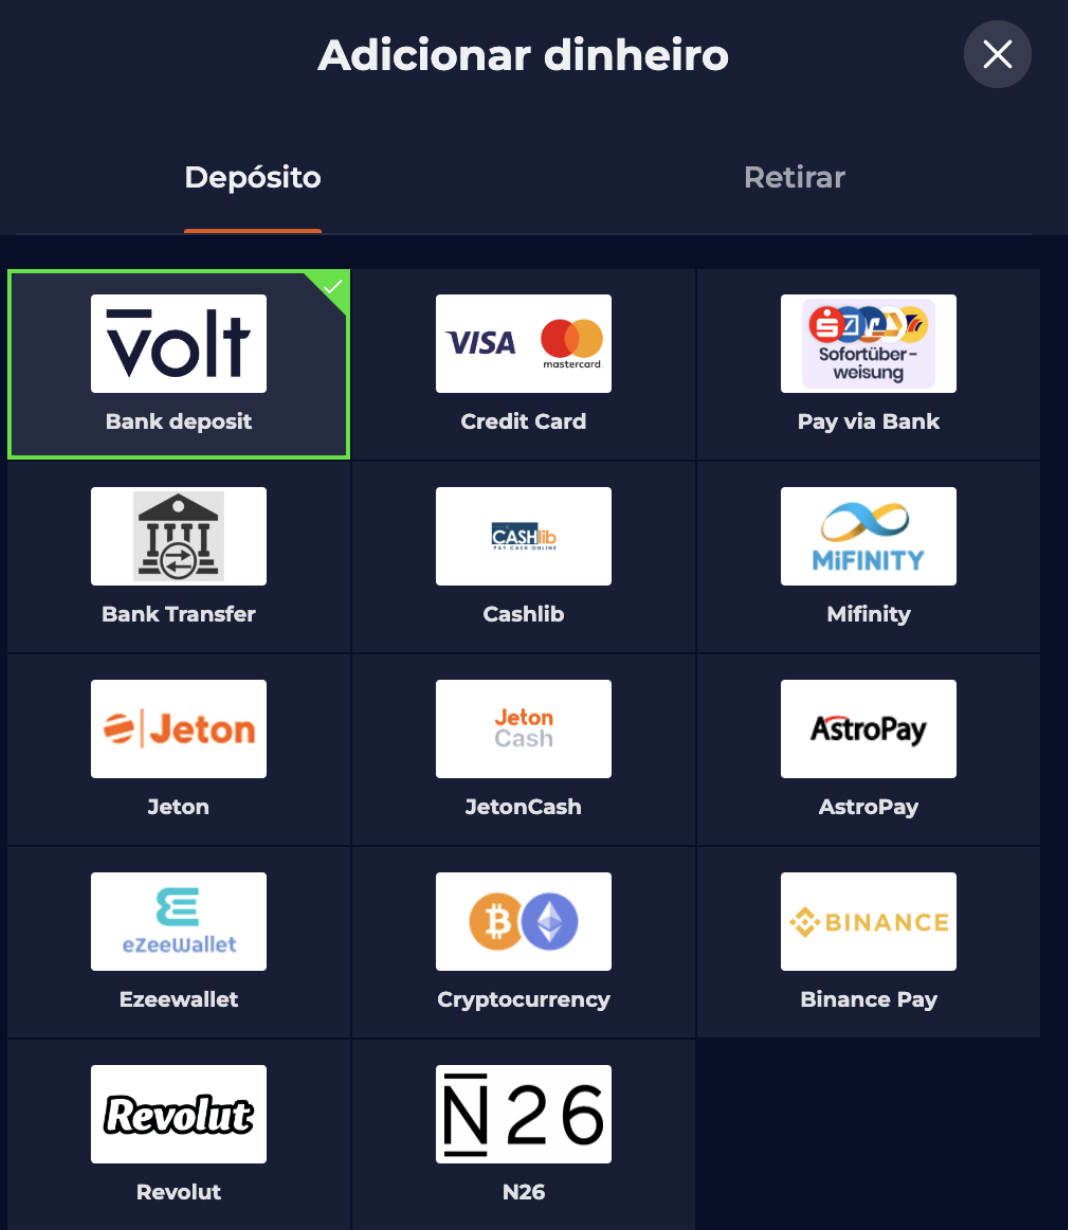 Adicionar dinheiro
Depósito
Retirar
volt
Bank deposit
VISA
mastercard
Credit Card
Sofortüber-
weisung
Pay via Bank
Bank Transfer
CASHlib
PAY CASH ONLINE
Cashlib
MiFINITY
Mifinity
Jeton
Jeton
Jeton
Cash
JetonCash
AstroPay
AstroPay
eZeeWallet
Ezeewallet
Cryptocurrency
BINANCE
Binance Pay
Revolut
Revolut
N26
N26